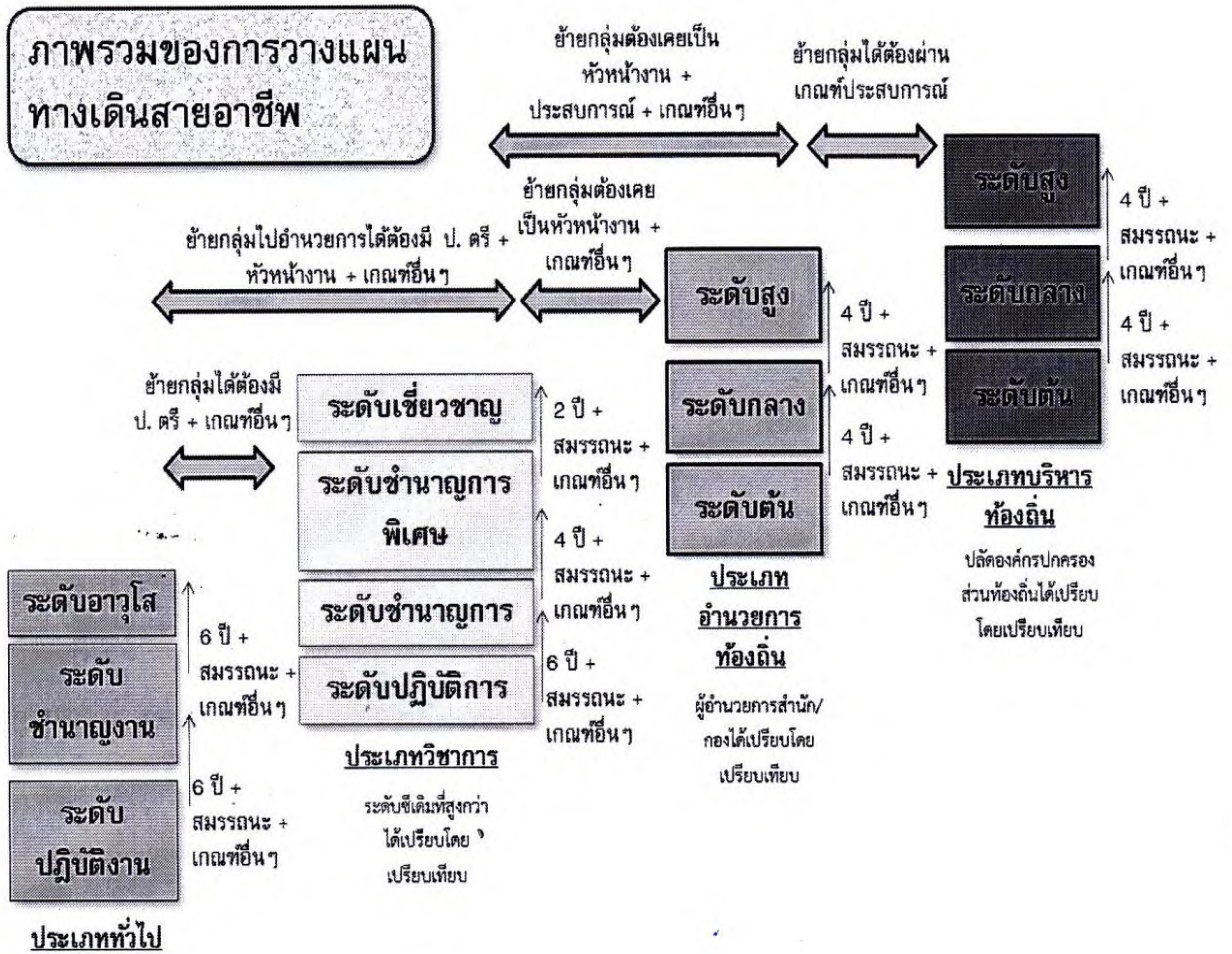 ภาพรวมของการวางแผน
ทางเดินสายอาชีพ
ย้ายกลุ่มต้องเคยเป็น
หัวหน้างาน +
ประสบการณ์ + เกณฑ์อื่นๆ
ย้ายกลุ่มได้ต้องผ่าน
เกณฑ์ประสบการณ์
ย้ายกลุ่มไปอำนวยการได้ต้องมี ป. ตรี +
หัวหน้างาน + เกณฑ์อื่นๆ
ย้ายกลุ่มต้องเคย
เป็นหัวหน้างาน +
เกณฑ์อื่นๆ
ย้ายกลุ่มได้ต้องมี
ป. ตรี + เกณฑ์อื่นๆ
ระดับอาวุโส
6 ปี +
สมรรถนะ +
เกณฑ์อื่นๆ
ระดับ
ชำนาญงาน
6 ปี +
สมรรถนะ +
เกณฑ์อื่นๆ
ระดับ
ปฎิบัติงาน
ประเภททั่วไป
ระดับเชี่ยวชาญ
2 ปี +
สมรรถนะ +
เกณฑ์อื่นๆ
ระดับชำนาญการ
พิเศษ
4 ปี +
สมรรถนะ +
เกณฑ์อื่นๆ
ระดับชำนาญการ
6 ปี +
สมรรถนะ +
เกณฑ์อื่นๆ
ระดับปฏิบัติการ
ประเภทวิชาการ
ระดับซีเดิมที่สูงกว่า
ได้เปรียบโดย
เปรียบเทียบ
ระดับสูง
4 ปี +
สมรรถนะ +
เกณฑ์อื่นๆ
ระดับกลาง
4 ปี +
สมรรถนะ +
เกณฑ์อื่นๆ
ระดับต้น
ประเภท
อำนวยการ
ท้องถิ่น
ผู้อำนวยการสำนัก/
กองได้เปรียบโดย
เปรียบเทียบ
ระดับสูง
4 ปี +
สมรรถนะ +
เกณฑ์อื่นๆ
ระดับกลาง
4 ปี +
สมรรถนะ +
เกณฑ์อื่นๆ
ระดับต้น
ประเภทบริหาร
ท้องถิ่น
ปลัดองค์กรปกครอง
ส่วนท้องถิ่นได้เปรียบ
โดยเปรียบเทียบ